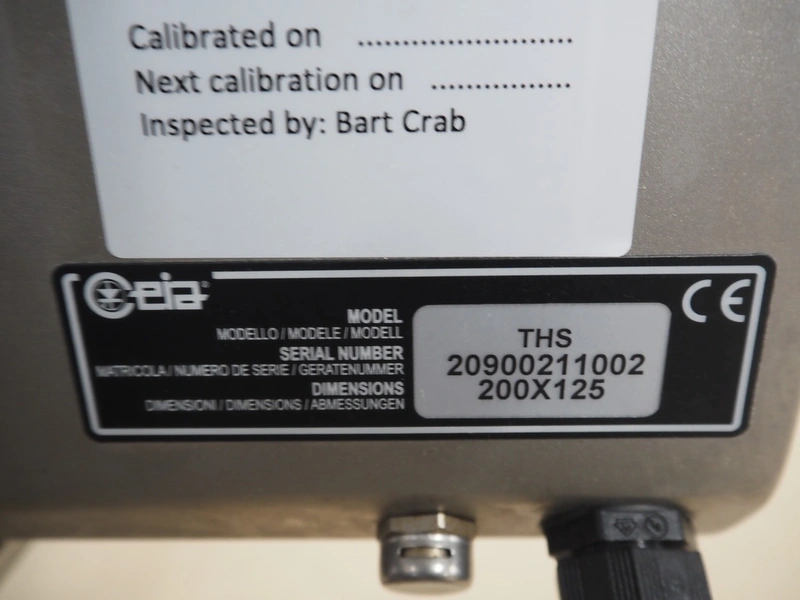 Calibrated on ........................................
Next calibration on .........................
Inspected by: Bart Crab
ceia
CE
MODEL
MODELLO / MODELE / MODELL
THS
SERIAL NUMBER
MATRICOLA / NUMERO DE SERIE / GERATENUMMER
20900211002
DIMENSIONS
DIMENSIONI / DIMENSIONS / ABMESSUNGEN
200X125